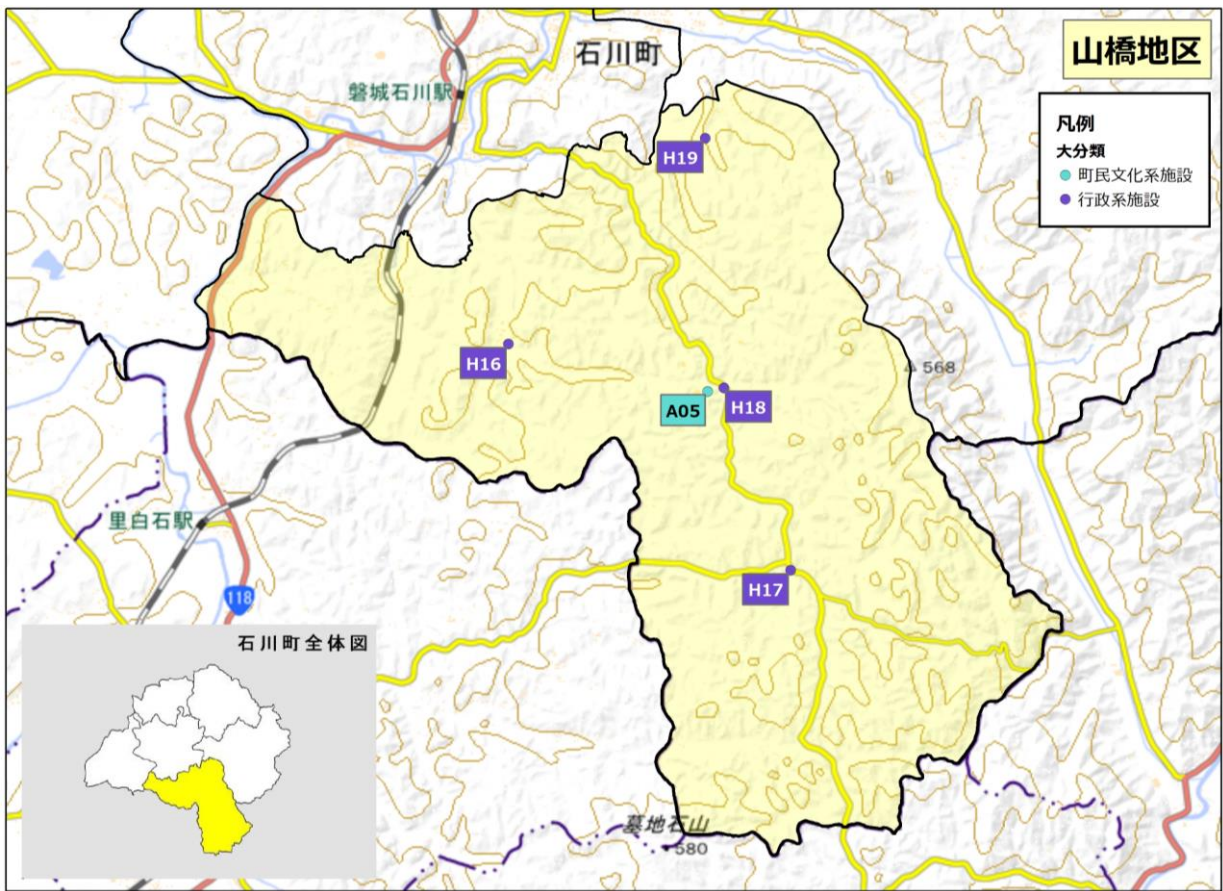 山橋地区
凡例
大分類
町民文化系施設
行政系施設
石川町
磐城石川駅
H19
H16
568
A05
H18
里白石駅
H17
118
石川町全体図
墓地石山
580